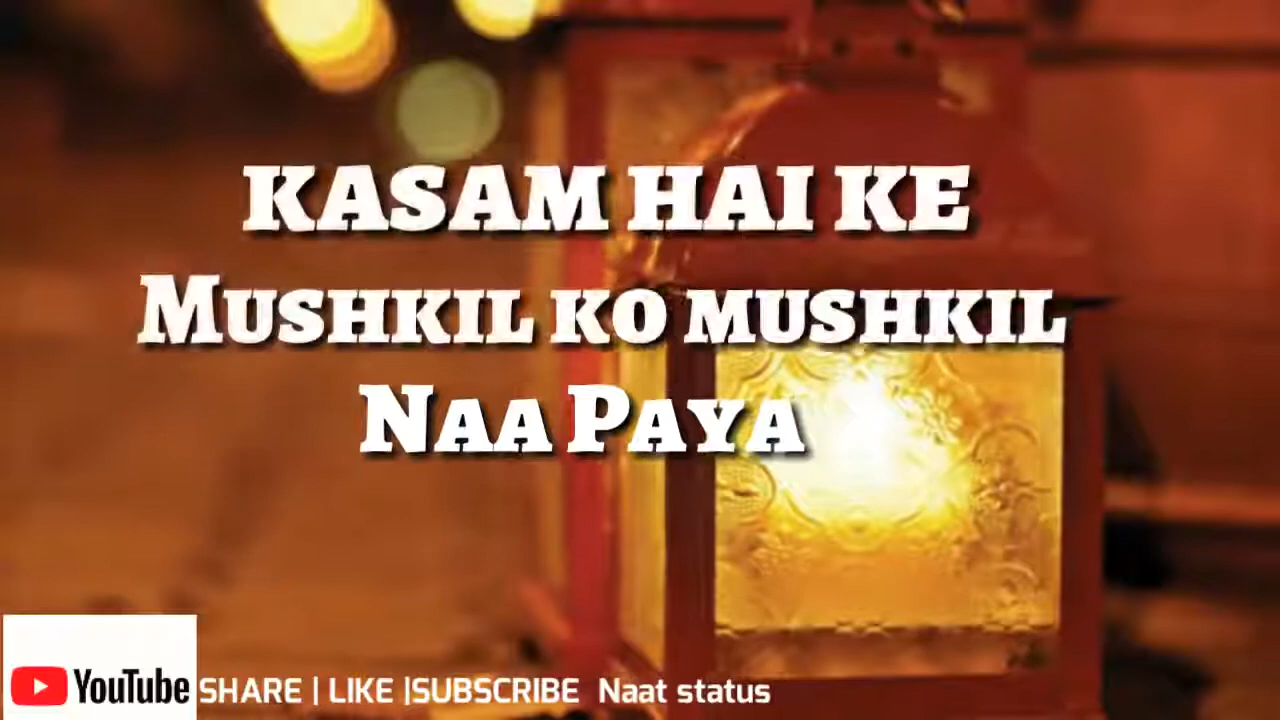 KASAM HAI KE
MUSHKIL KO MUSHKIL
NAA PAYA
YouTube SHARE | LIKE |SUBSCRIBE Naat status